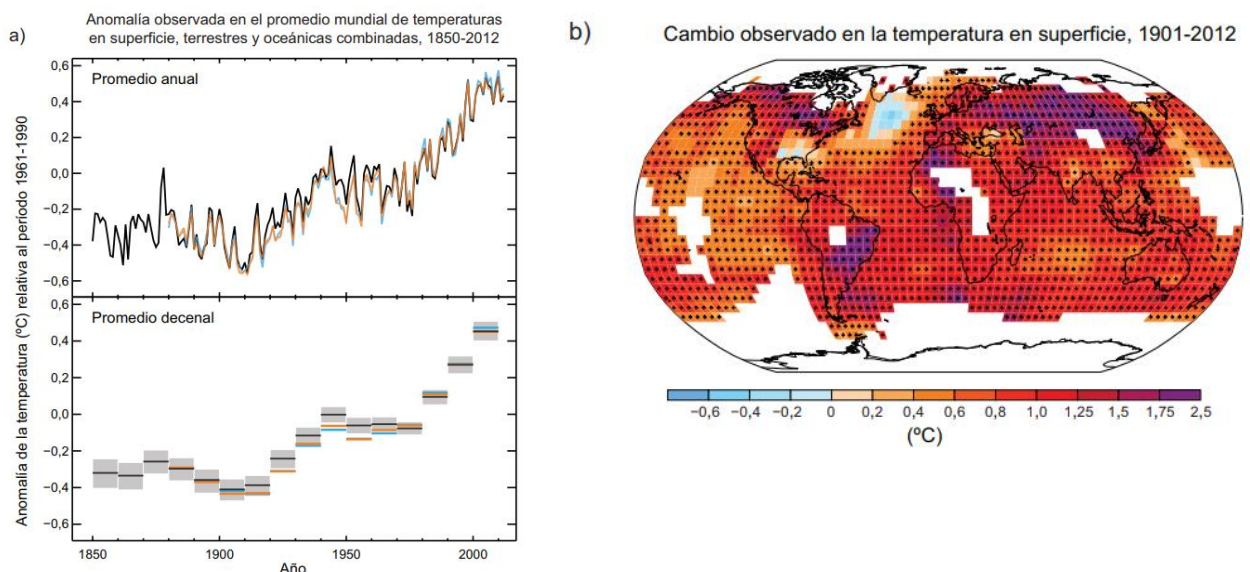 a)
Anomalía observada en el promedio mundial de temperaturas
en superficie, terrestres y oceánicas combinadas, 1850-2012
Anomalía de la temperatura (ºC) relativa al período 1961-1990
Promedio anual
0,6
0,4
0,2
0,0
−0,2
−0,4
−0,6
Promedio decenal
0,6
0,4
0,2
0,0
−0,2
−0,4
−0,6
1850
1900
1950
2000
Año
b)
Cambio observado en la temperatura en superficie, 1901-2012
−0,6 −0,4 −0,2 0 0,2 0,4 0,6 0,8 1,0 1,25 1,5 1,75 2,5
(ºC)